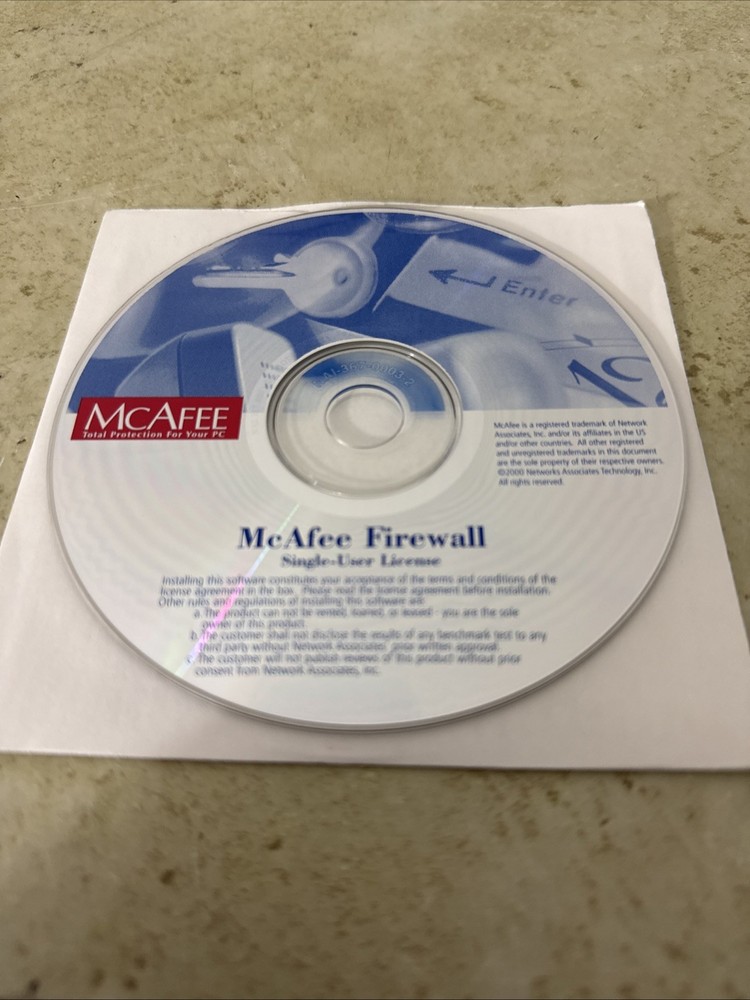 Enter
12
MCAFEE
Total Protection For Your PC
McAfee is a registered trademark of Network
Associates, Inc. and/or its affiliates in the US
and/or other countries. All other registered
and unregistered trademarks in this document
are the sole property of their respective owners.
©2000 Networks Associates Technology, Inc.
All rights reserved.
McAfee Firewall
Single-User License
Installing this software constitutes your acceptance of the terms and conditions of the
license agreement in the box. Please read the license agreement before installation.
Other rules and regulations of installing this software are:
a. The product can not be rented, loaned, or leased - you are the sole
owner of this product.
b. The customer shall not disclose the results of any benchmark test to any
third party without Network Associates' prior written approval.
c. The customer will not publish reviews of this product without prior
consent from Network Associates, Inc.